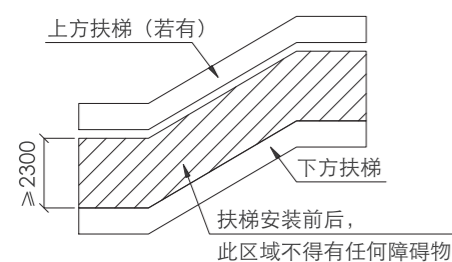 上方扶梯（若有）
≥2300
下方扶梯
扶梯安装前后，
此区域不得有任何障碍物